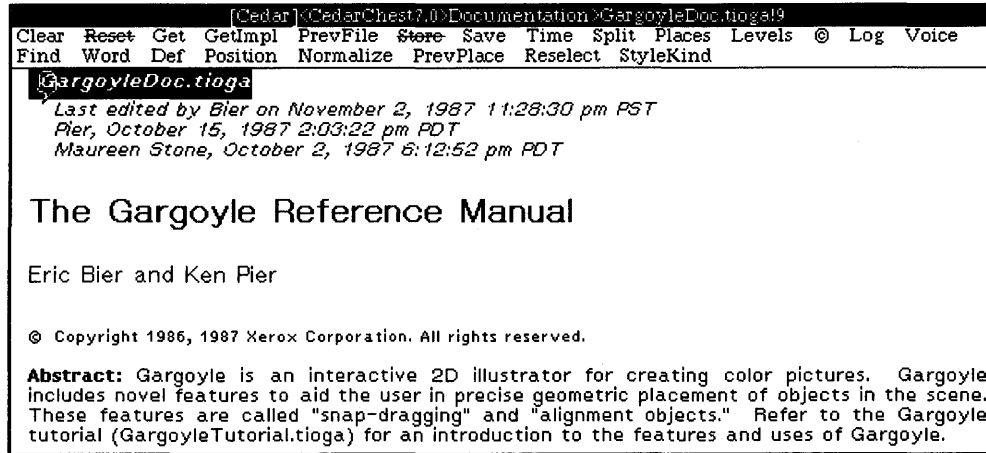 [Cedar]<CedarChest7.0>Documentation>GargoyleDoc.tioga!9
Clear Reset Get GetImpl PrevFile Store Save Time Split Places Levels © Log Voice
Find Word Def Position Normalize PrevPlace Reselect StyleKind
GargoyleDoc.tioga
Last edited by Bier on November 2, 1987 11:28:30 pm PST
Pier, October 15, 1987 2:03:22 pm PDT
Maureen Stone, October 2, 1987 6:12:52 pm PDT
The Gargoyle Reference Manual
Eric Bier and Ken Pier
© Copyright 1986, 1987 Xerox Corporation. All rights reserved.
Abstract: Gargoyle is an interactive 2D illustrator for creating color pictures. Gargoyle
includes novel features to aid the user in precise geometric placement of objects in the scene.
These features are called "snap-dragging" and "alignment objects." Refer to the Gargoyle
tutorial (GargoyleTutorial.tioga) for an introduction to the features and uses of Gargoyle.